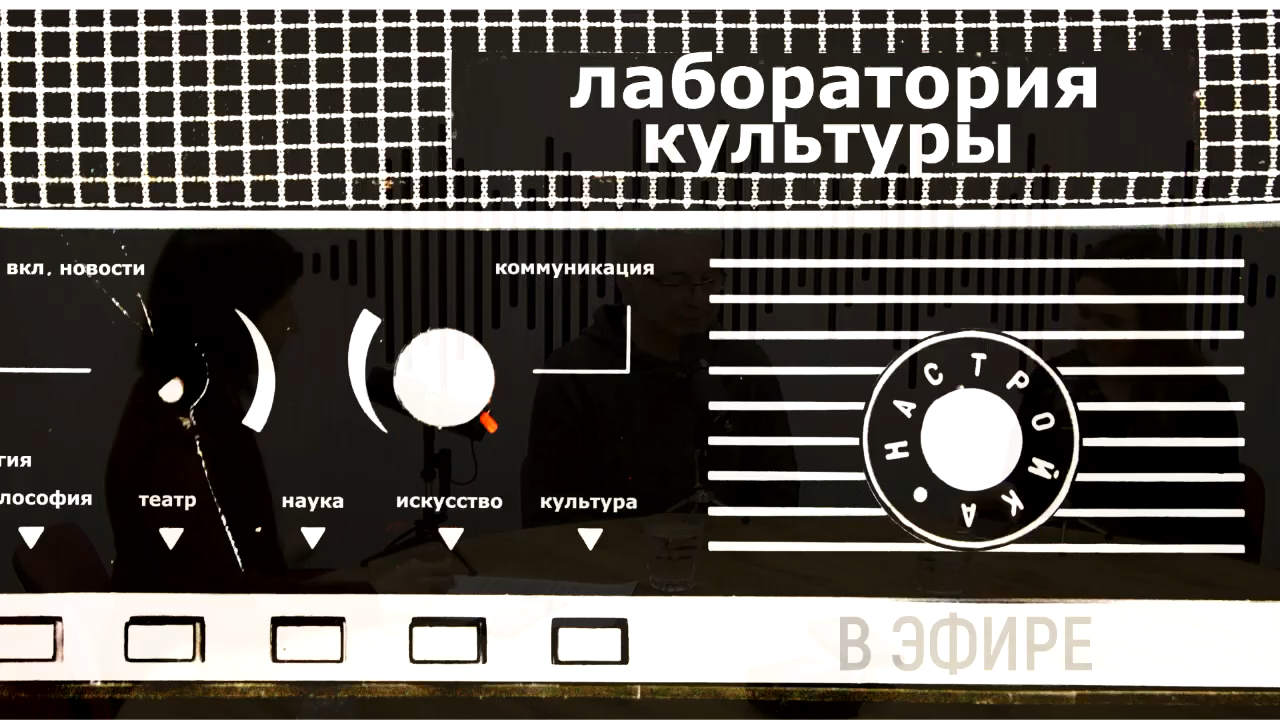 лаборатория
культуры
вкл. новости
коммуникация
НАСТРОЙКА
гия
лософия
театр
наука
искусство
культура
В ЭФИРЕ